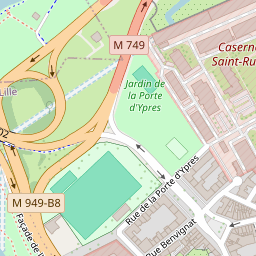 M 749
Caserne
Saint-Ru
Jardin de
la Porte
d'Ypres
Lille
02
M 949-B8
Rue de la Porte d'Ypres
Rue Benvignat
Façade de l